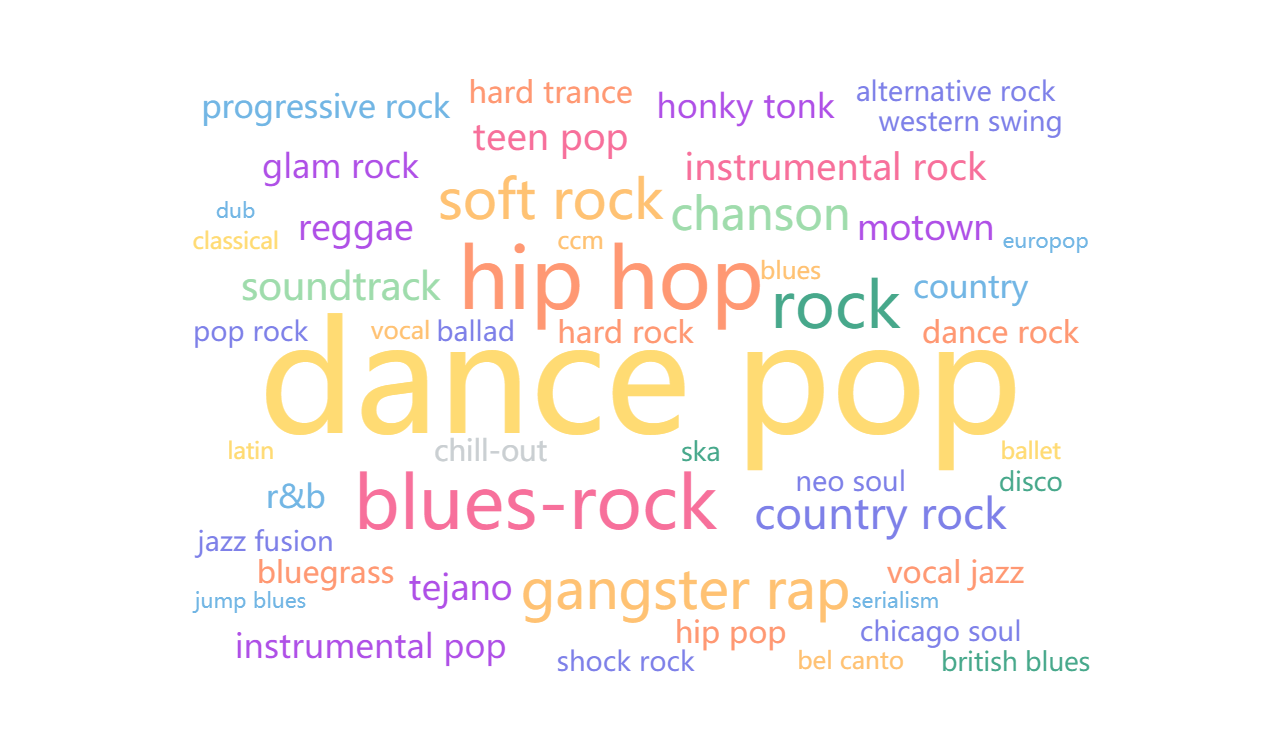 progressive rock
hard trance
honky tonk
alternative rock
western swing
teen pop
glam rock
instrumental rock
soft rock
chanson
dub
reggae
motown
classical
ccm
europop
hip hop
blues
soundtrack
rock
country
pop rock
vocal
ballad
hard rock
dance rock
dance pop
latin
chill-out
ska
ballet
r&b
blues-rock
neo soul
disco
country rock
jazz fusion
bluegrass
tejano
gangster rap
vocal jazz
jump blues
serialism
instrumental pop
hip pop
chicago soul
shock rock
bel canto
british blues